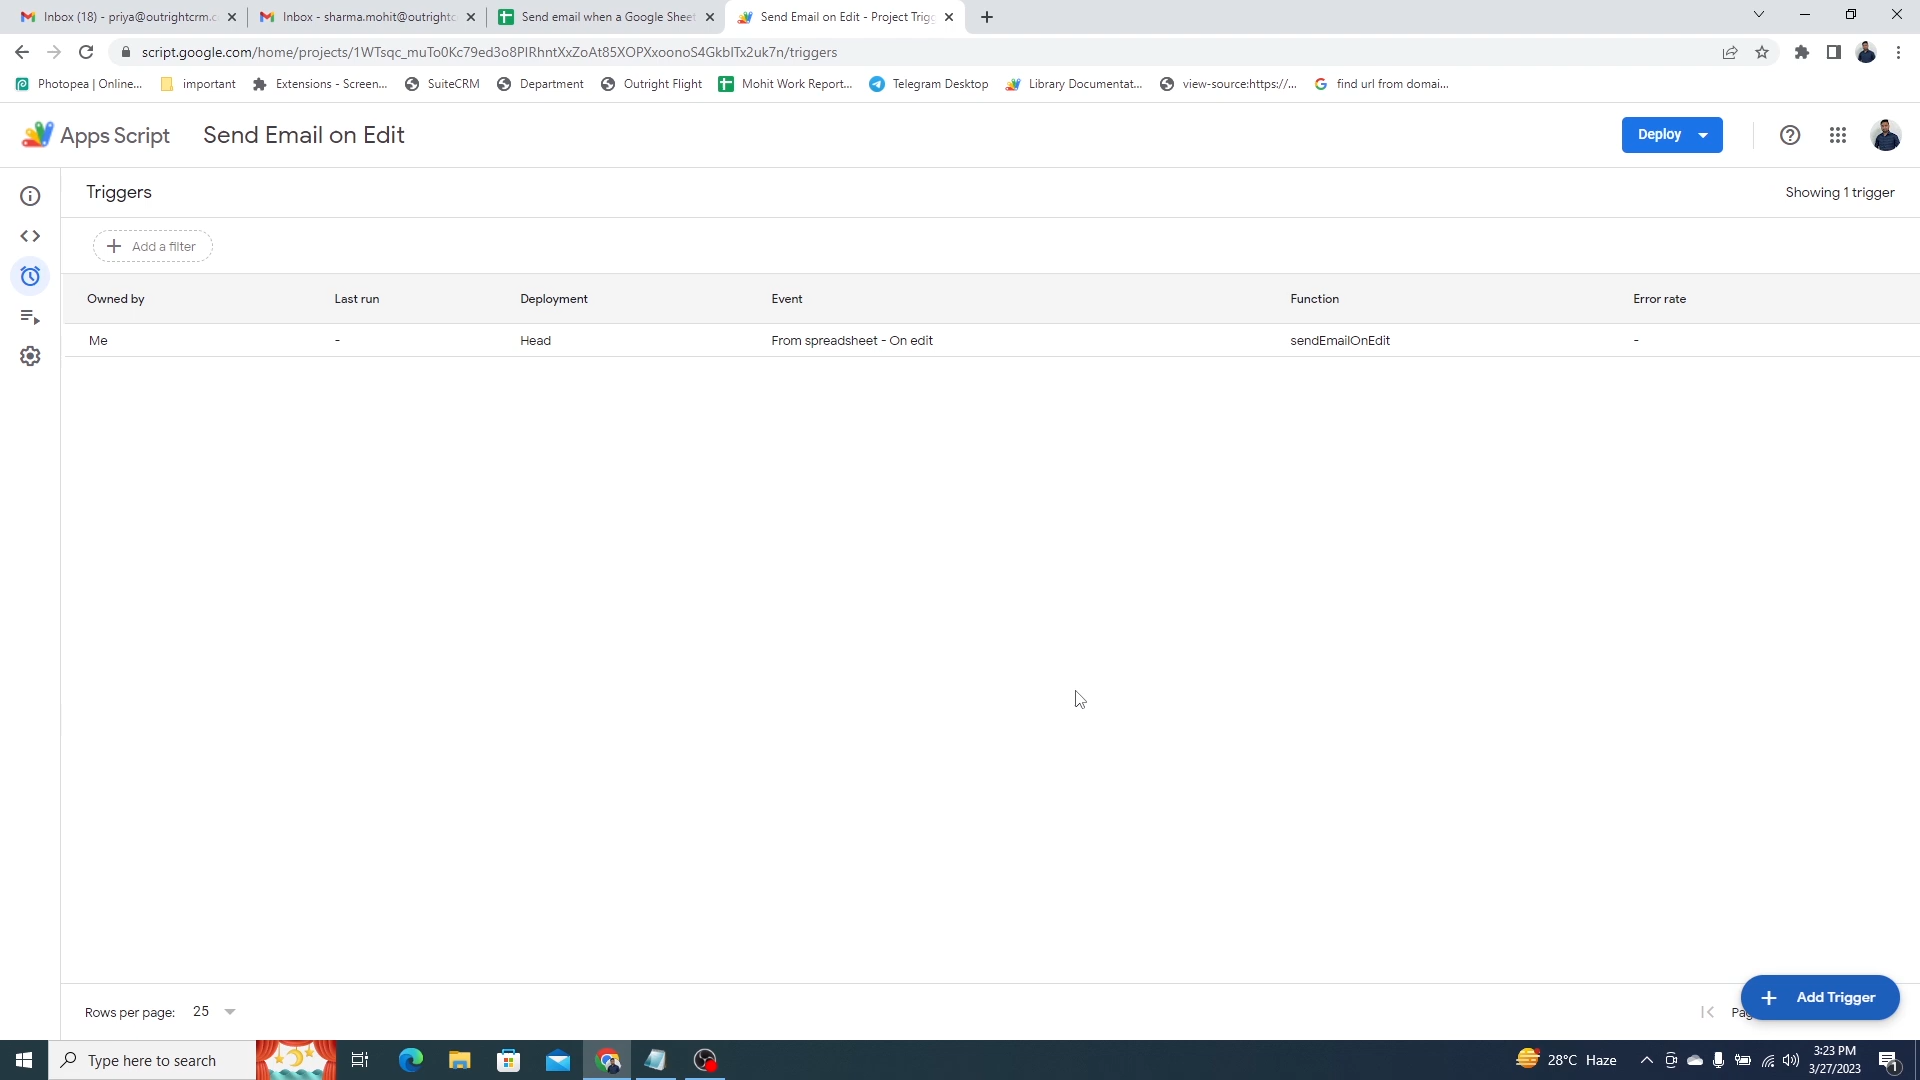 Inbox (18) - priya@outrightcrm.c
Inbox - sharma.mohit@outrightc
Send email when a Google Sheet
Send Email on Edit - Project Trigg
script.google.com/home/projects/1WTsqc_muTo0Kc79ed3o8PIRhntXxZoAt85XOPXxoonoS4GkbITx2uk7n/triggers
Photopea | Online...
important
Extensions - Screen...
SuiteCRM
Department
Outright Flight
Mohit Work Report...
Telegram Desktop
Library Documentat...
view-source:https://...
find url from domai...
Apps Script
Send Email on Edit
Deploy
Triggers
Showing 1 trigger
Add a filter
Owned by Last run Deployment Event Function Error rate
Me - Head From spreadsheet - On edit sendEmailOnEdit -
Rows per page: 25
Add Trigger
Type here to search
28°C Haze
3:23 PM
3/27/2023
1